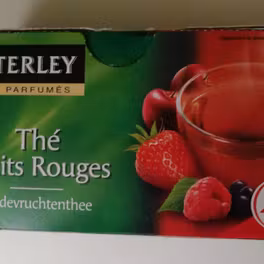 TERLEY
PARFUMÉS
Thé
its Rouges
devruchtenthee